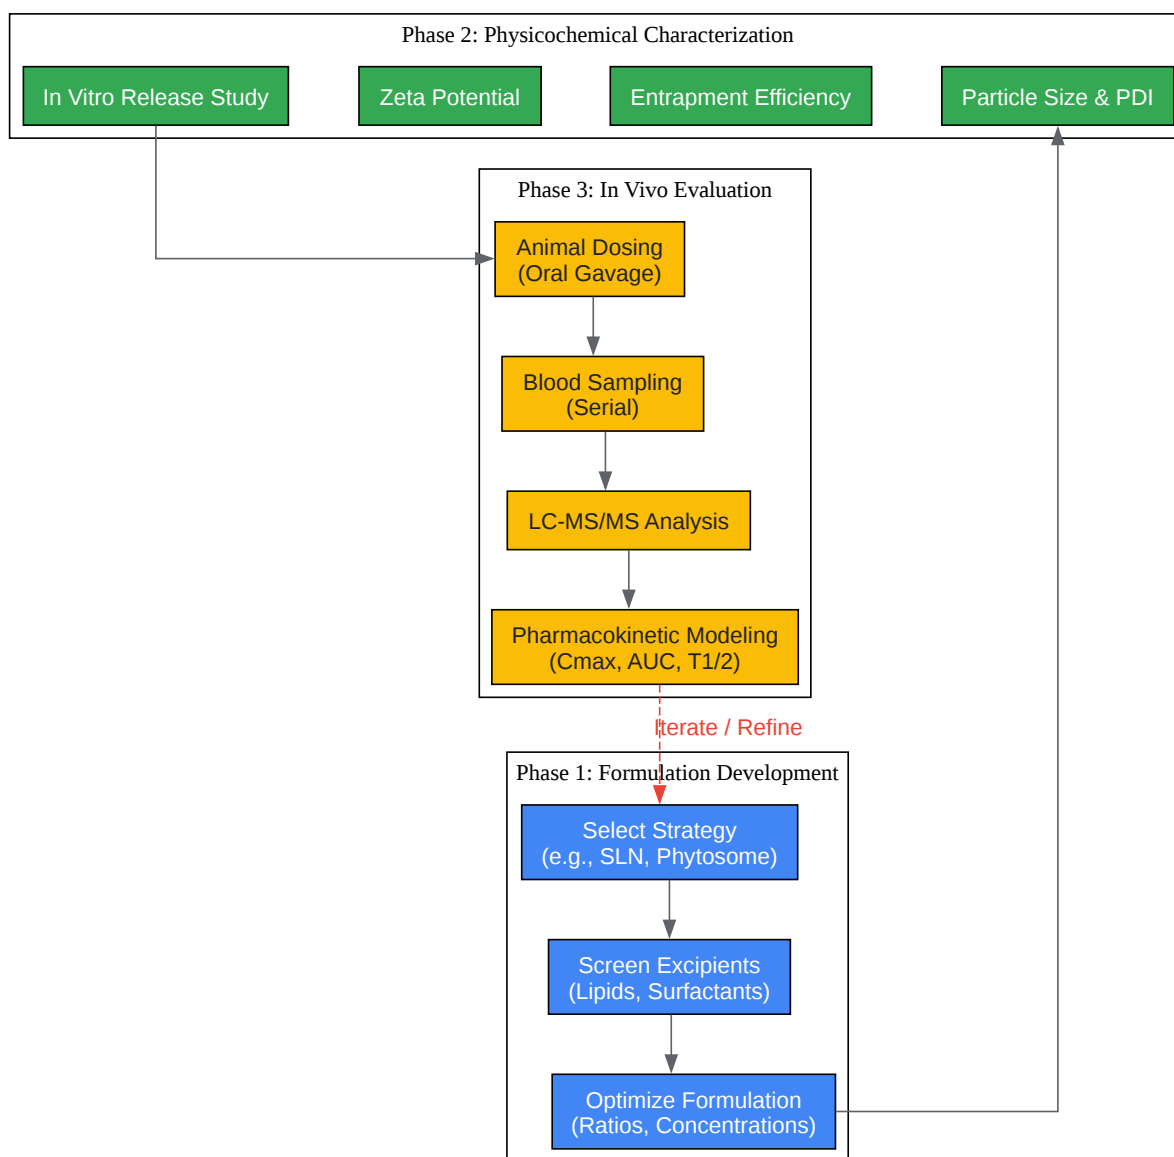 Phase 2: Physicochemical Characterization
In Vitro Release Study
Zeta Potential
Entrapment Efficiency
Particle Size & PDI
Phase 3: In Vivo Evaluation
Animal Dosing
(Oral Gavage)
Blood Sampling
(Serial)
LC-MS/MS Analysis
Pharmacokinetic Modeling
(Cmax, AUC, T1/2)
Iterate / Refine
Phase 1: Formulation Development
Select Strategy
(e.g., SLN, Phytosome)
Screen Excipients
(Lipids, Surfactants)
Optimize Formulation
(Ratios, Concentrations)